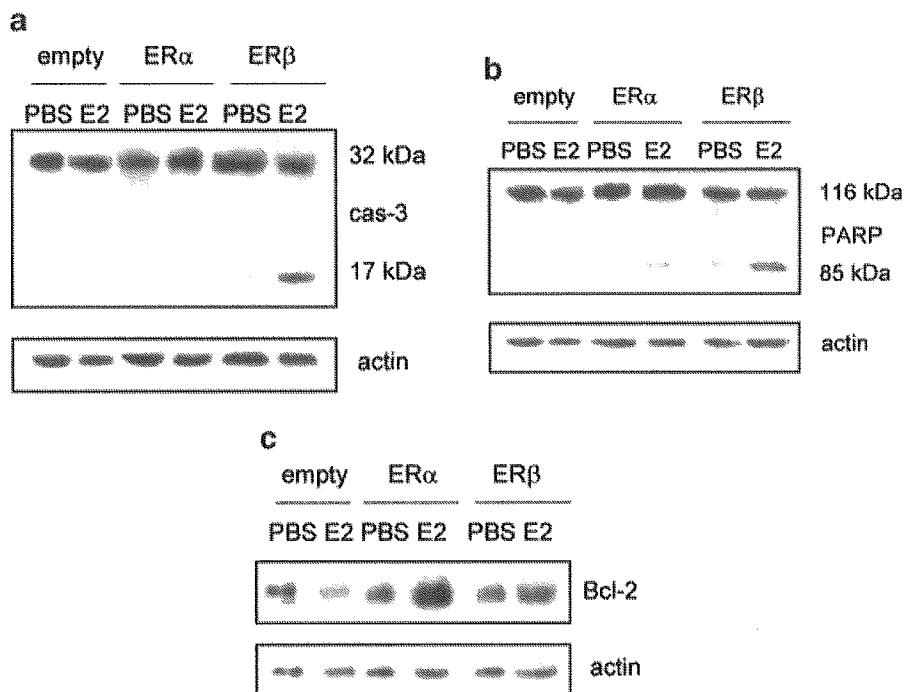 a
empty ERα ERβ
PBS E2 PBS E2 PBS E2
32 kDa
cas-3
17 kDa
actin
b
empty ERα ERβ
PBS E2 PBS E2 PBS E2
116 kDa
PARP
85 kDa
actin
c
empty ERα ERβ
PBS E2 PBS E2 PBS E2
Bcl-2
actin